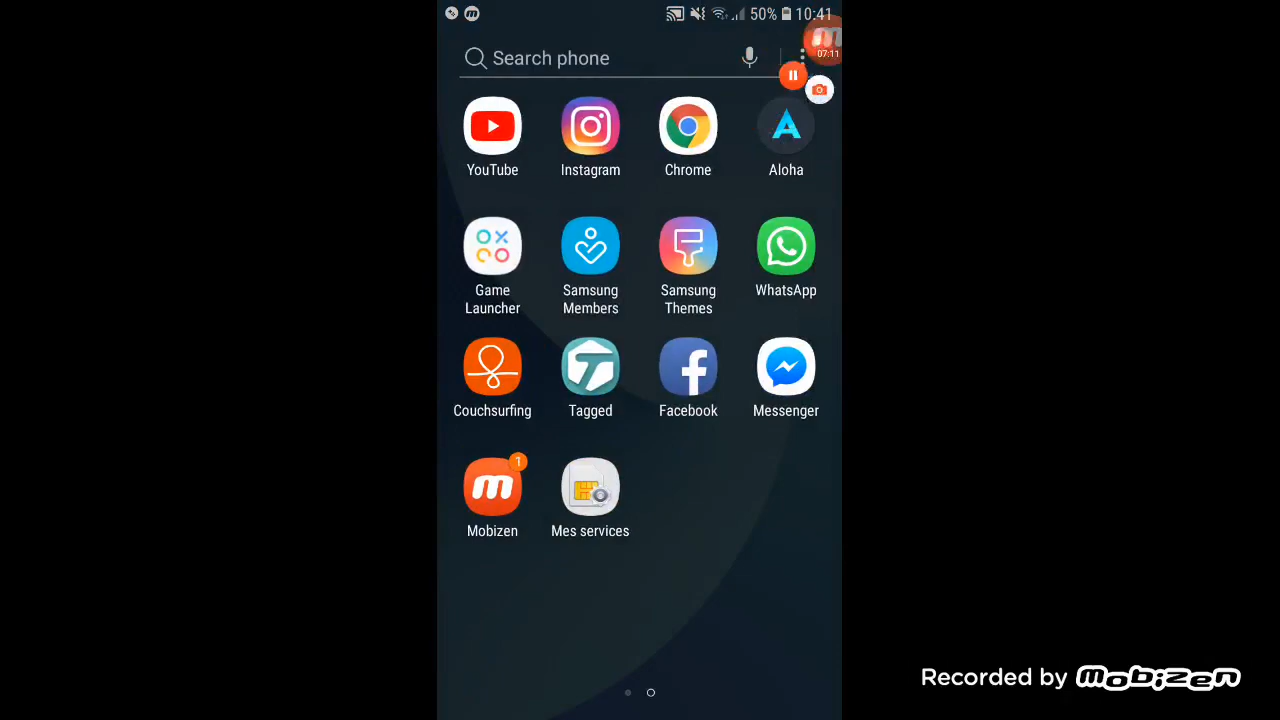 50% 10:41
07:11
Search phone
YouTube Instagram Chrome Aloha
Game Launcher
Samsung Members
Samsung Themes
WhatsApp
Couchsurfing Tagged Facebook Messenger
1
Mobizen Mes services
Recorded by mobizen